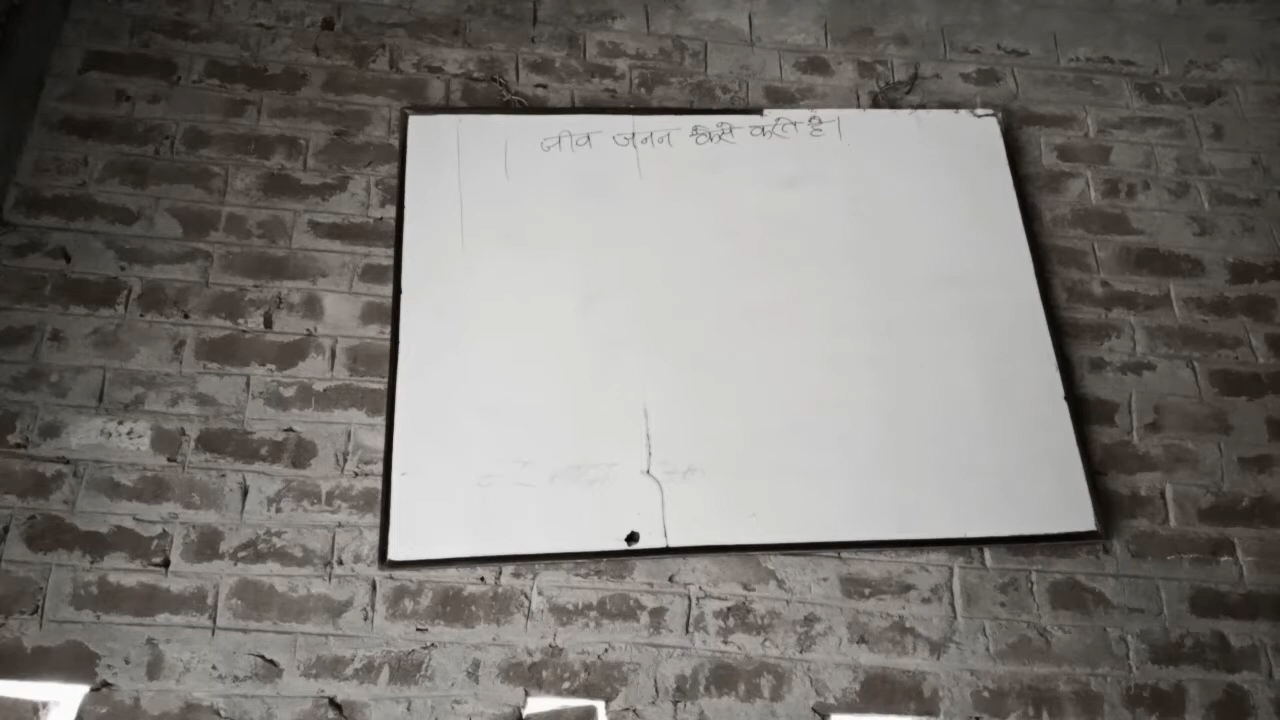 जीव जनन कैसे करते है।